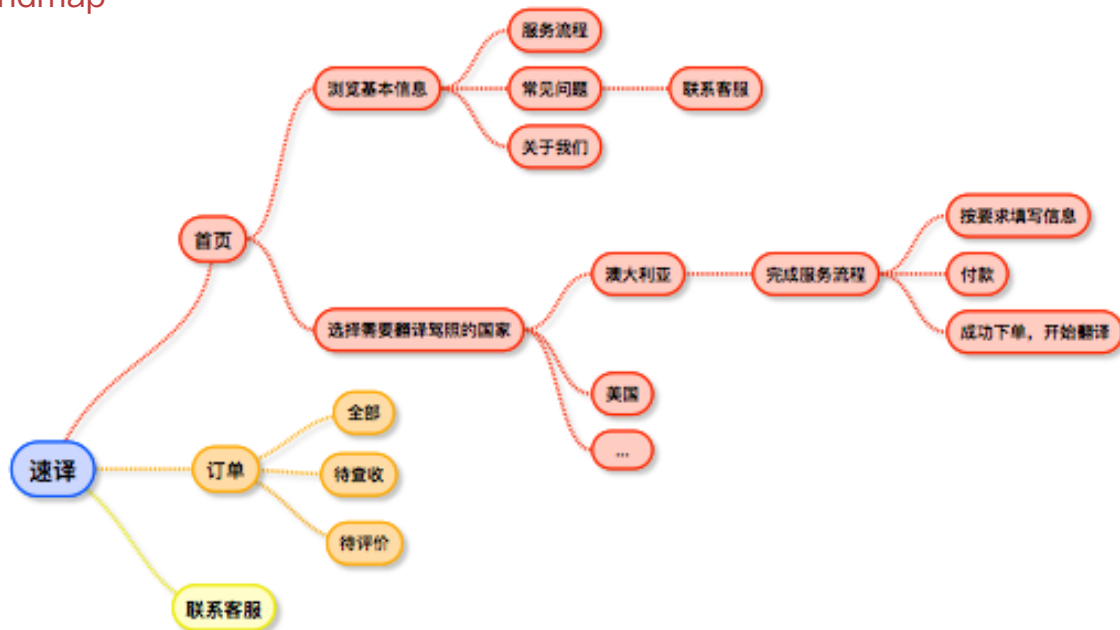 ndmap
服务流程
浏览基本信息
常见问题
联系客服
关于我们
首页
按要求填写信息
澳大利亚
完成服务流程
付款
选择需要翻译驾照的国家
成功下单，开始翻译
美国
...
全部
速译
订单
待查收
待评价
联系客服